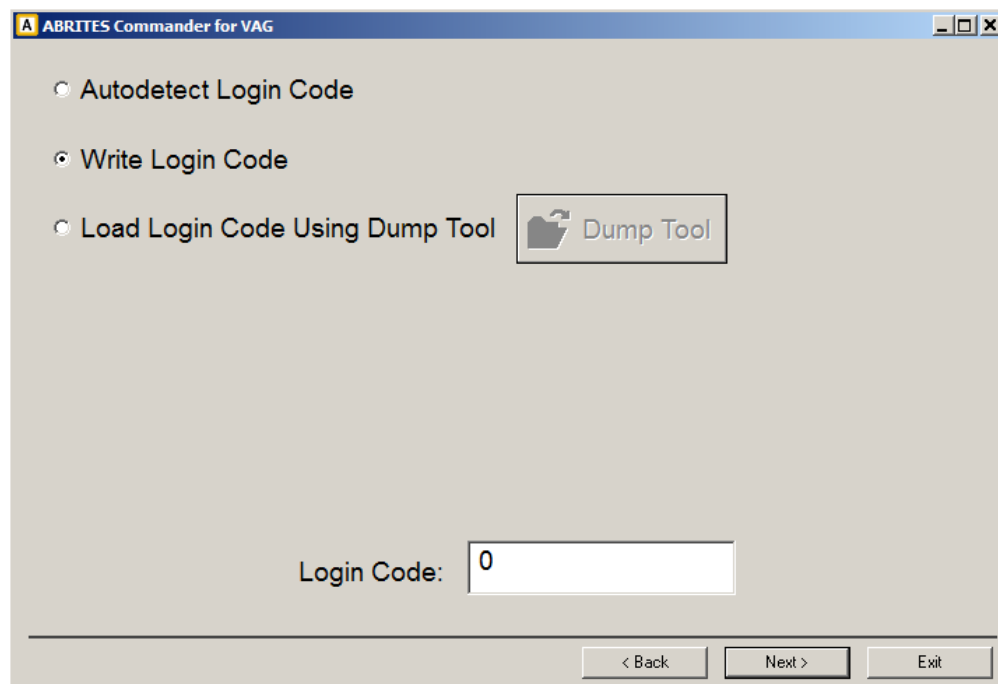 A ABRITES Commander for VAG
Autodetect Login Code
Write Login Code
Load Login Code Using Dump Tool Dump Tool
Login Code: 0
< Back Next > Exit